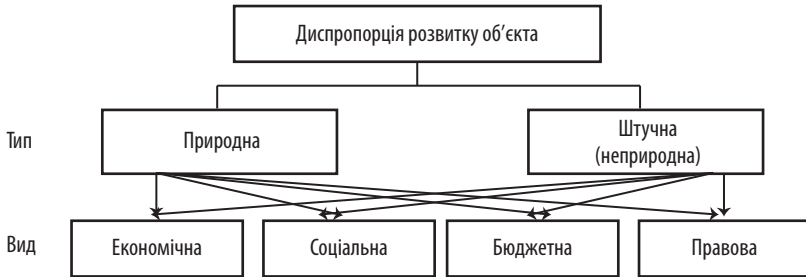 Диспропорція розвитку об’єкта
Тип
Природна
Штучна
(неприродна)
Вид
Економічна
Соціальна
Бюджетна
Правова